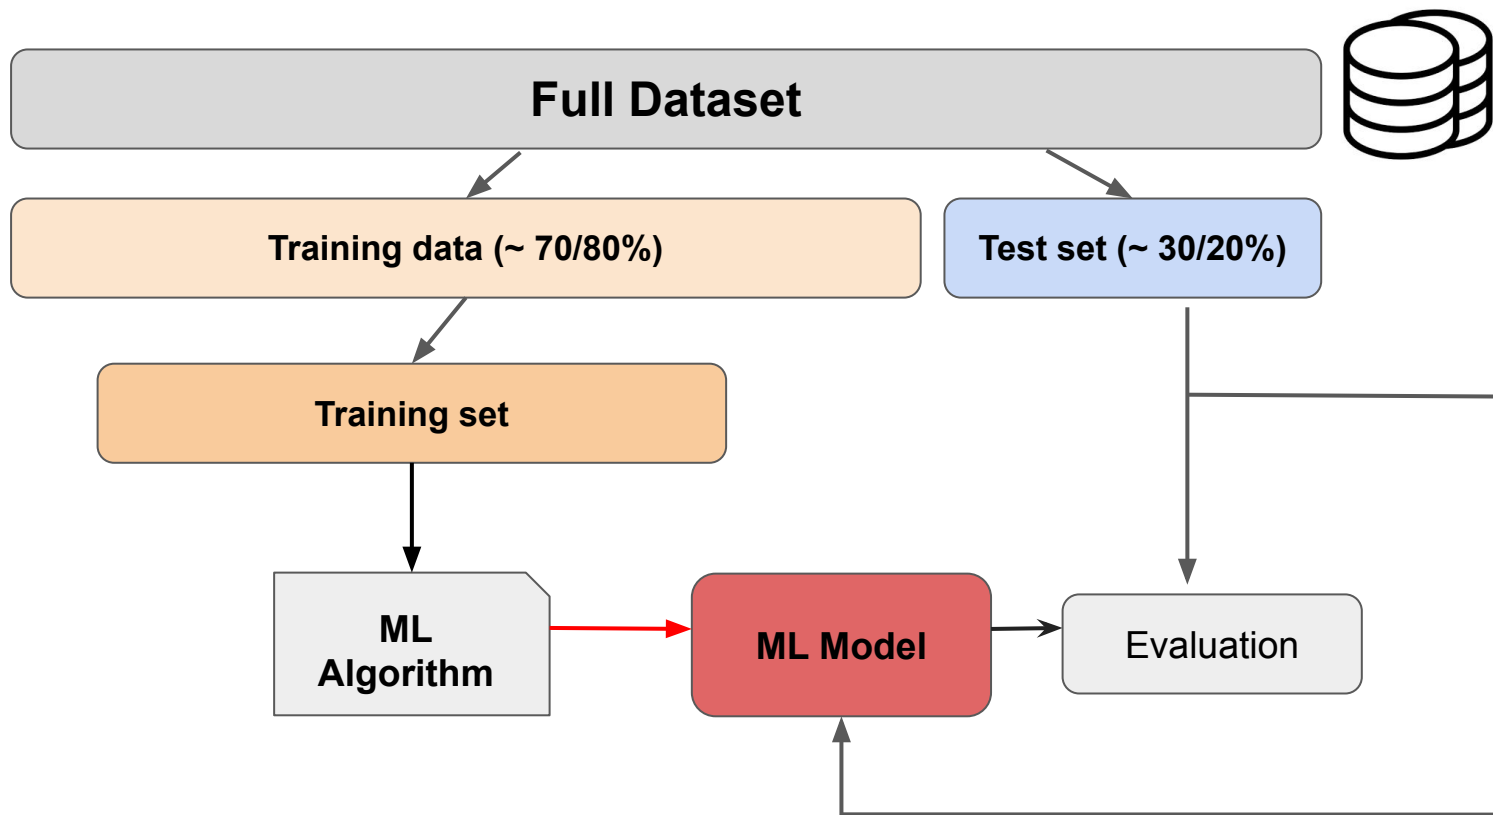 Full Dataset
Training data (~ 70/80%)
Test set (~ 30/20%)
Training set
ML
Algorithm
ML Model
Evaluation